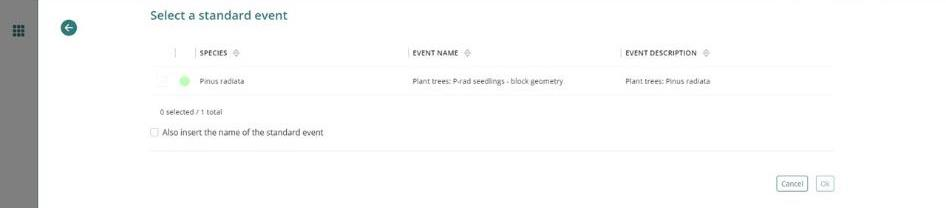 Select a standard event
SPECIES EVENT NAME EVENT DESCRIPTION
Pinus radiata Plant trees: P-rad seedlings - block geometry Plant trees: Pinus radiata
0 selected / 1 total
Also insert the name of the standard event
Cancel Ok